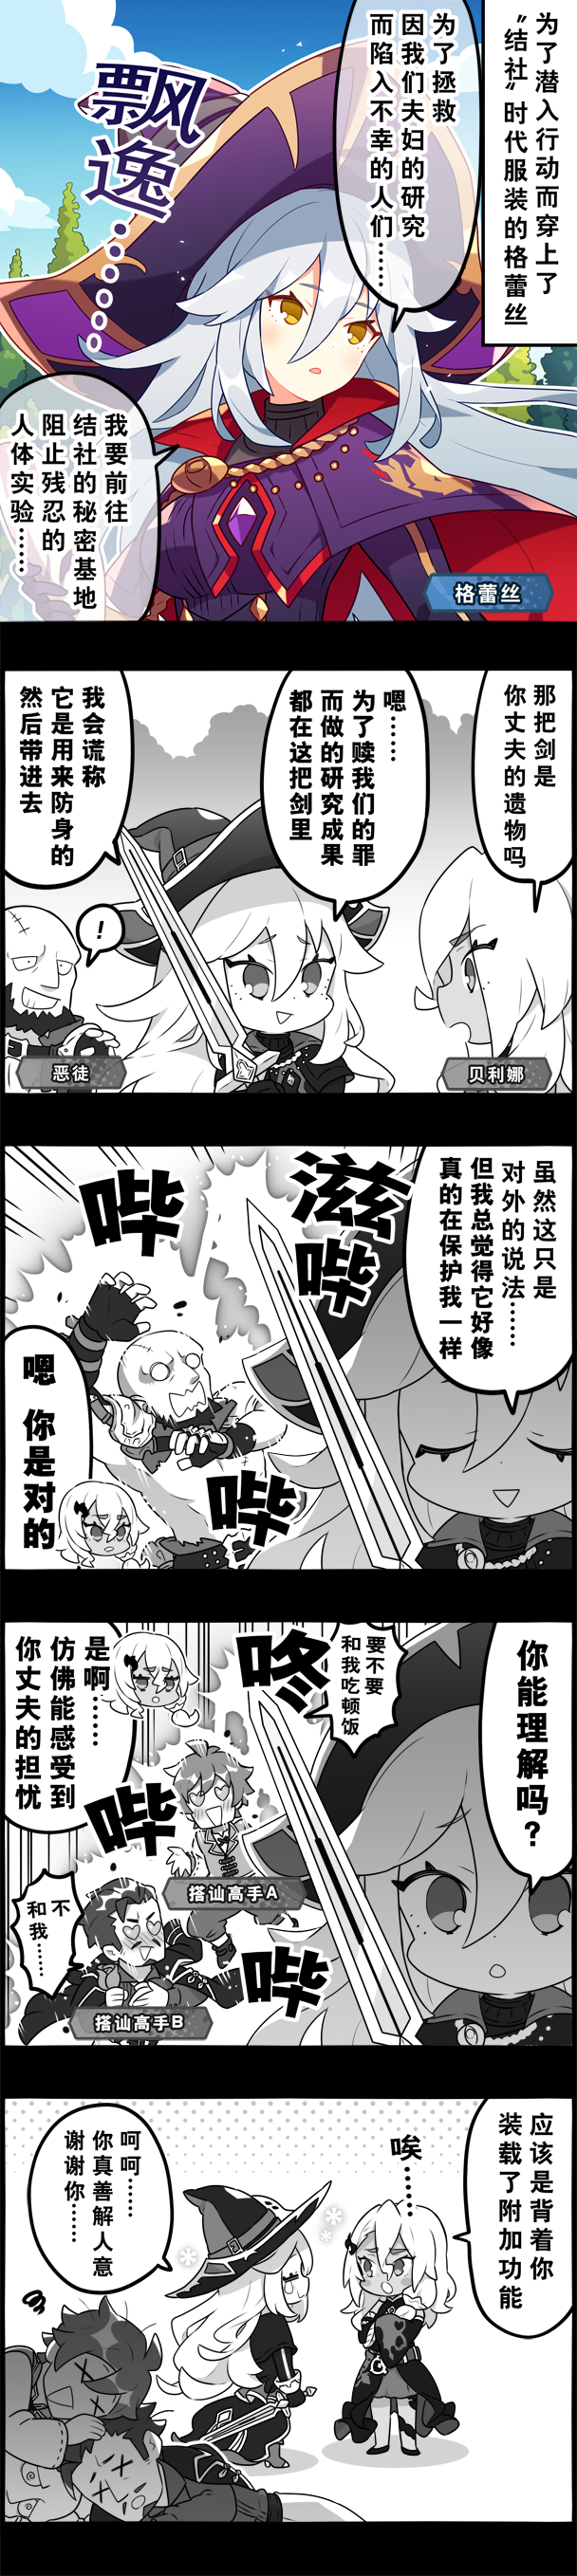 为了潜入行动而穿上了
“结社”时代服装的格蕾丝
为了拯救
因我们夫妇的研究
而陷入不幸的人们……
飘逸……
我要前往
结社的秘密基地
阻止残忍的
人体实验……
格蕾丝
那把剑是
你丈夫的遗物吗
嗯……
为了赎我们的罪
而做的研究成果
都在这把剑里
我会谎称
它是用来防身的
然后带进去
！
恶徒
贝利娜
虽然这只是
对外的说法……
但我总觉得它好像
真的在保护我一样
滋
哔
哔
哔
嗯 你是对的
你能理解吗？
要不要
和我吃顿饭
咚
是啊……
仿佛能感受到
你丈夫的担忧
哔
搭讪高手A
不
和我……
哔
搭讪高手B
应该是背着你
装载了附加功能
唉……
呵呵……
你真善解人意
谢谢你……